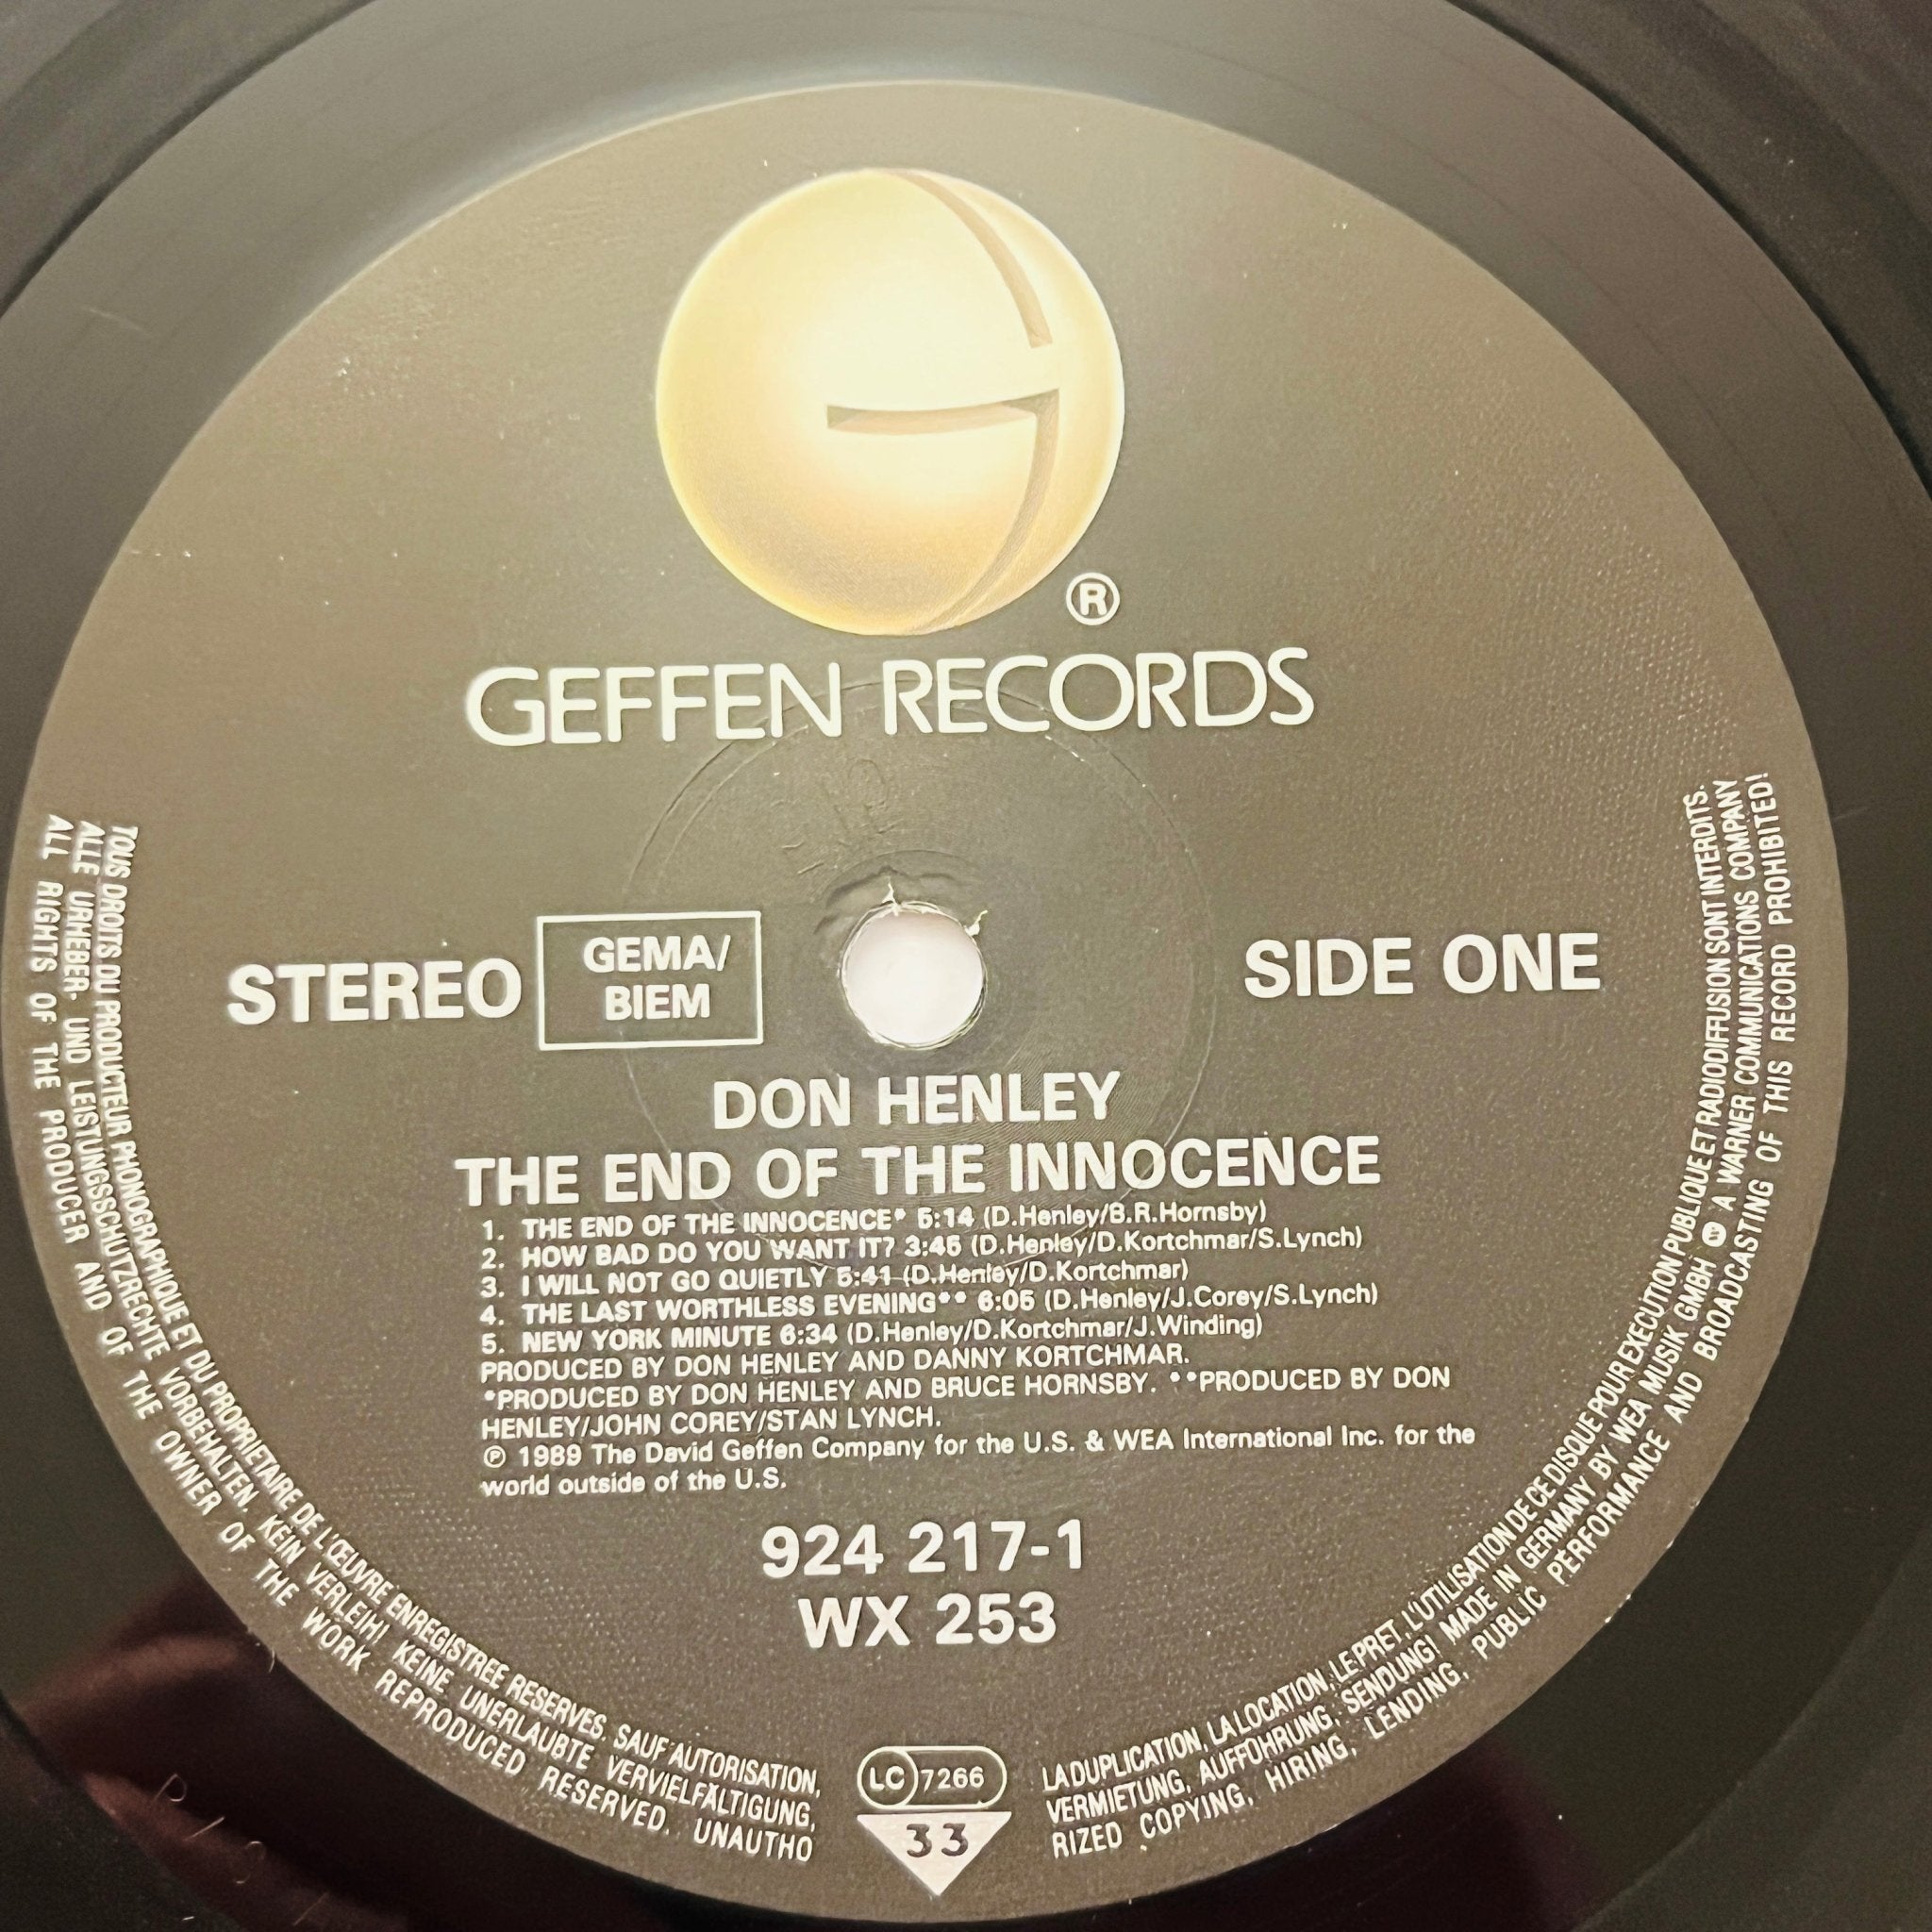 ®
GEFFEN RECORDS
STEREO
GEMA/
BIEM
SIDE ONE
DON HENLEY
THE END OF THE INNOCENCE
1. THE END OF THE INNOCENCE* 5:14 (D.Henley/B.R.Hornsby)
2. HOW BAD DO YOU WANT IT? 3:45 (D.Henley/D.Kortchmar/S.Lynch)
3. I WILL NOT GO QUIETLY 5:41 (D.Henley/D.Kortchmar)
4. THE LAST WORTHLESS EVENING** 6:05 (D.Henley/J.Corey/S.Lynch)
5. NEW YORK MINUTE 6:34 (D.Henley/D.Kortchmar/J.Winding)
PRODUCED BY DON HENLEY AND DANNY KORTCHMAR.
*PRODUCED BY DON HENLEY AND BRUCE HORNSBY. **PRODUCED BY DON
HENLEY/JOHN COREY/STAN LYNCH.
℗ 1989 The David Geffen Company for the U.S. & WEA International Inc. for the
world outside of the U.S.
924 217-1
WX 253
TOUS DROITS DU PRODUCTEUR PHONOGRAPHIQUE ET DU PROPRIETAIRE DE L'ŒUVRE ENREGISTREE RESERVES. SAUF AUTORISATION, LA DUPLICATION, LA LOCATION, LE PRET, L'UTILISATION DE CE DISQUE POUR EXECUTION PUBLIQUE ET RADIODIFFUSION SONT INTERDITS.
ALLE URHEBER- UND LEISTUNGSSCHUTZRECHTE VORBEHALTEN. KEIN VERLEIH! KEINE UNERLAUBTE VERVIELFÄLTIGUNG, VERMIETUNG, AUFFÜHRUNG, SENDUNG! MADE IN GERMANY BY WEA MUSIK GMBH A WARNER COMMUNICATIONS COMPANY
ALL RIGHTS OF THE PRODUCER AND OF THE OWNER OF THE WORK REPRODUCED RESERVED. UNAUTHORIZED COPYING, HIRING, LENDING, PUBLIC PERFORMANCE AND BROADCASTING OF THIS RECORD PROHIBITED!
LC 7266
33